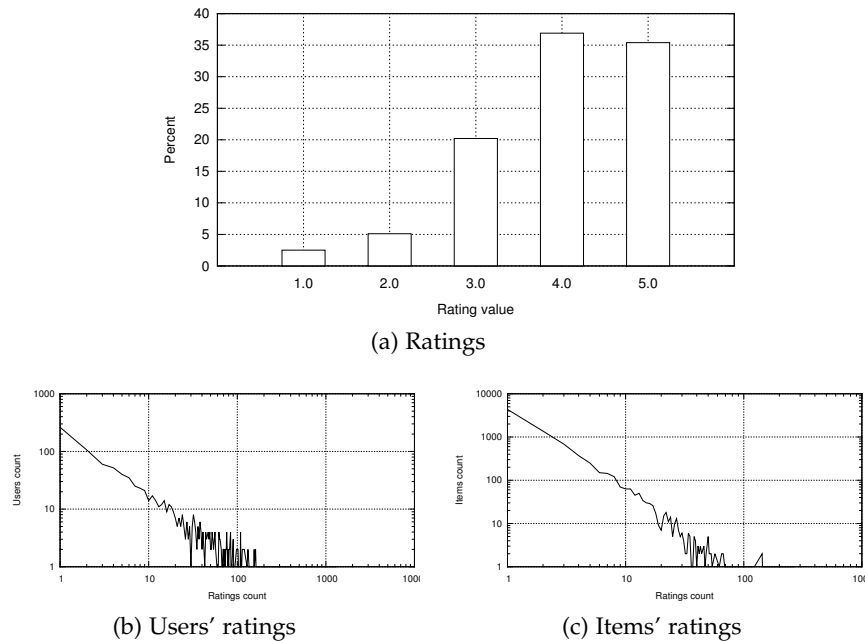 40
35
30
25
20
15
10
5
0
Percent
1.0 2.0 3.0 4.0 5.0
Rating value
(a) Ratings
1000
100
10
1
Users count
1 10 100 1000 10000
Ratings count
(b) Users' ratings
10000
1000
100
10
1
Items count
1 10 100 1000
Ratings count
(c) Items' ratings